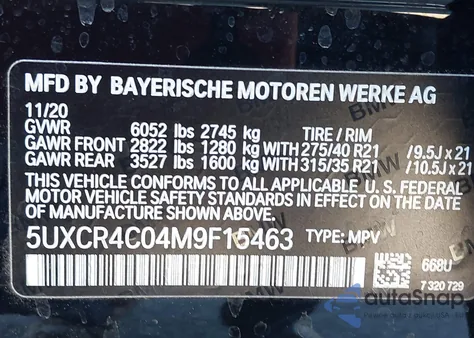 MFD BY BAYERISCHE MOTOREN WERKE AG
11/20
GVWR 6052 lbs 2745 kg TIRE / RIM
GAWR FRONT 2822 lbs 1280 kg WITH 275/40 R21 /9.5J x 21
GAWR REAR 3527 lbs 1600 kg WITH 315/35 R21 /10.5J x 21
THIS VEHICLE CONFORMS TO ALL APPLICABLE U. S. FEDERAL
MOTOR VEHICLE SAFETY STANDARDS IN EFFECT ON THE DATE
OF MANUFACTURE SHOWN ABOVE.
5UXCR4C04M9F15463 TYPE: MPV
668U
7 320 729
autoSnap